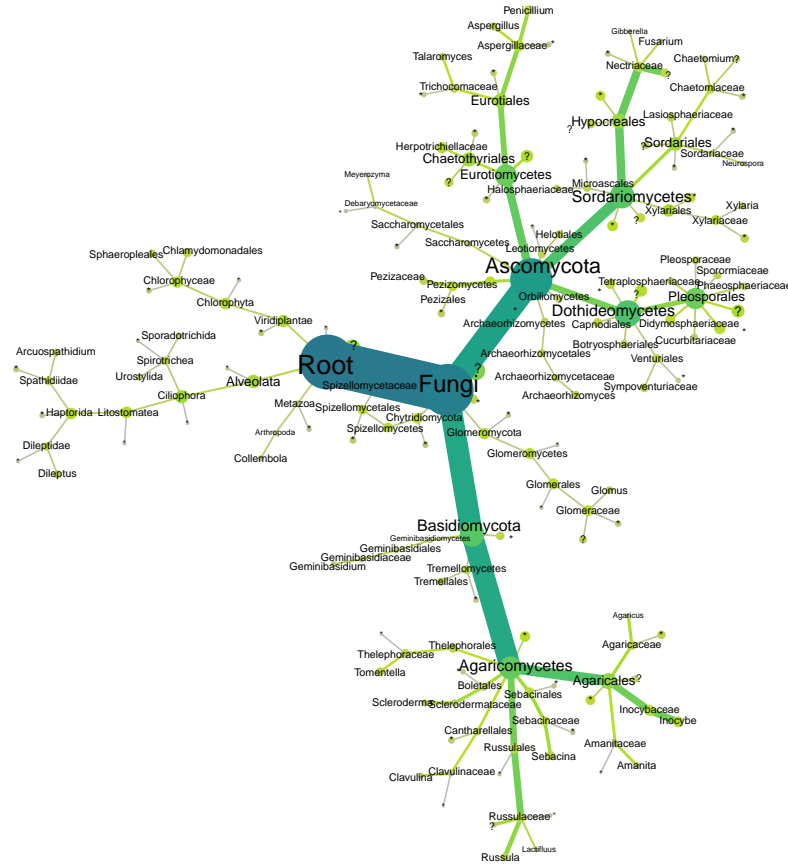 Penicillium
Aspergillus
Gibberella
Aspergillaceae *
Fusarium
Talaromyces
Chaetomium?
Nectriaceae
?
Trichocomaceae
*
*
Chaetomiaceae
*
Eurotiales
*
Lasiosphaeriaceae
Hypocreales
?
*
*
Sordariales
Herpotrichiellaceae
?
Chaetothyriales
Sordariaceae
*
*
Neurospora
Meyerozyma
Eurotiomycetes
?
Halosphaeriaceae
Microascales
*
Sordariomycetes
*
Debaryomycetaceae
*
Xylaria
Xylariales
Xylariaceae
Saccharomycetales
*
?
Helotiales
*
Saccharomycetes
Leotiomycetes
Sphaeropleales
Chlamydomonadales
Ascomycota
Pleosporaceae
Pezizaceae
*
Pezizomycetes
Tetraplosphaeriaceae
Sporormiaceae
Chlorophyceae
*
*
Phaeosphaeriaceae
Pezizales
Orbiliomycetes
*
?
Pleosporales
Chlorophyta
Dothideomycetes
?
*
Archaeorhizomycetes
Capnodiales
Didymosphaeriaceae
*
Viridiplantae
*
Sporadotrichida
*
?
Botryosphaeriales
Cucurbitariaceae
Arcuospathidium
Spirotrichea
Archaeorhizomycetales
Venturiales
Root
Spathidiidae
Urostylida
*
*
Alveolata
Fungi
?
Archaeorhizomycetaceae
*
Spizellomycetaceae
Sympoventuriaceae
Ciliophora
Archaeorhizomyces
Metazoa
*
*
Haptorida
Litostomatea
Spizellomycetales
Chytridiomycota
Spizellomycetes
*
Arthropoda
Glomeromycota
*
*
Dileptidae
Collembola
Glomeromycetes
*
Dileptus
Glomerales
Glomus
*
Glomeraceae
*
Basidiomycota
?
Geminibasidiomycetes
*
Geminibasidiales
Geminibasidiaceae
Geminibasidium
Tremellomycetes
*
Tremellales
*
Agaricus
*
*
*
Thelephorales
Agaricaceae
Thelephoraceae
Agaricomycetes
Tomentella
*
Agaricales
?
Boletales
*
Sebacinales
Scleroderma
Sclerodermataceae
*
Inocybaceae
Sebacinaceae
Inocybe
Cantharellales
*
*
Amanitaceae
Russulales
Sebacina
Clavulina
Clavulinaceae
*
*
Amanita
*
Russulaceae
*
?
Lactifluus
Russula